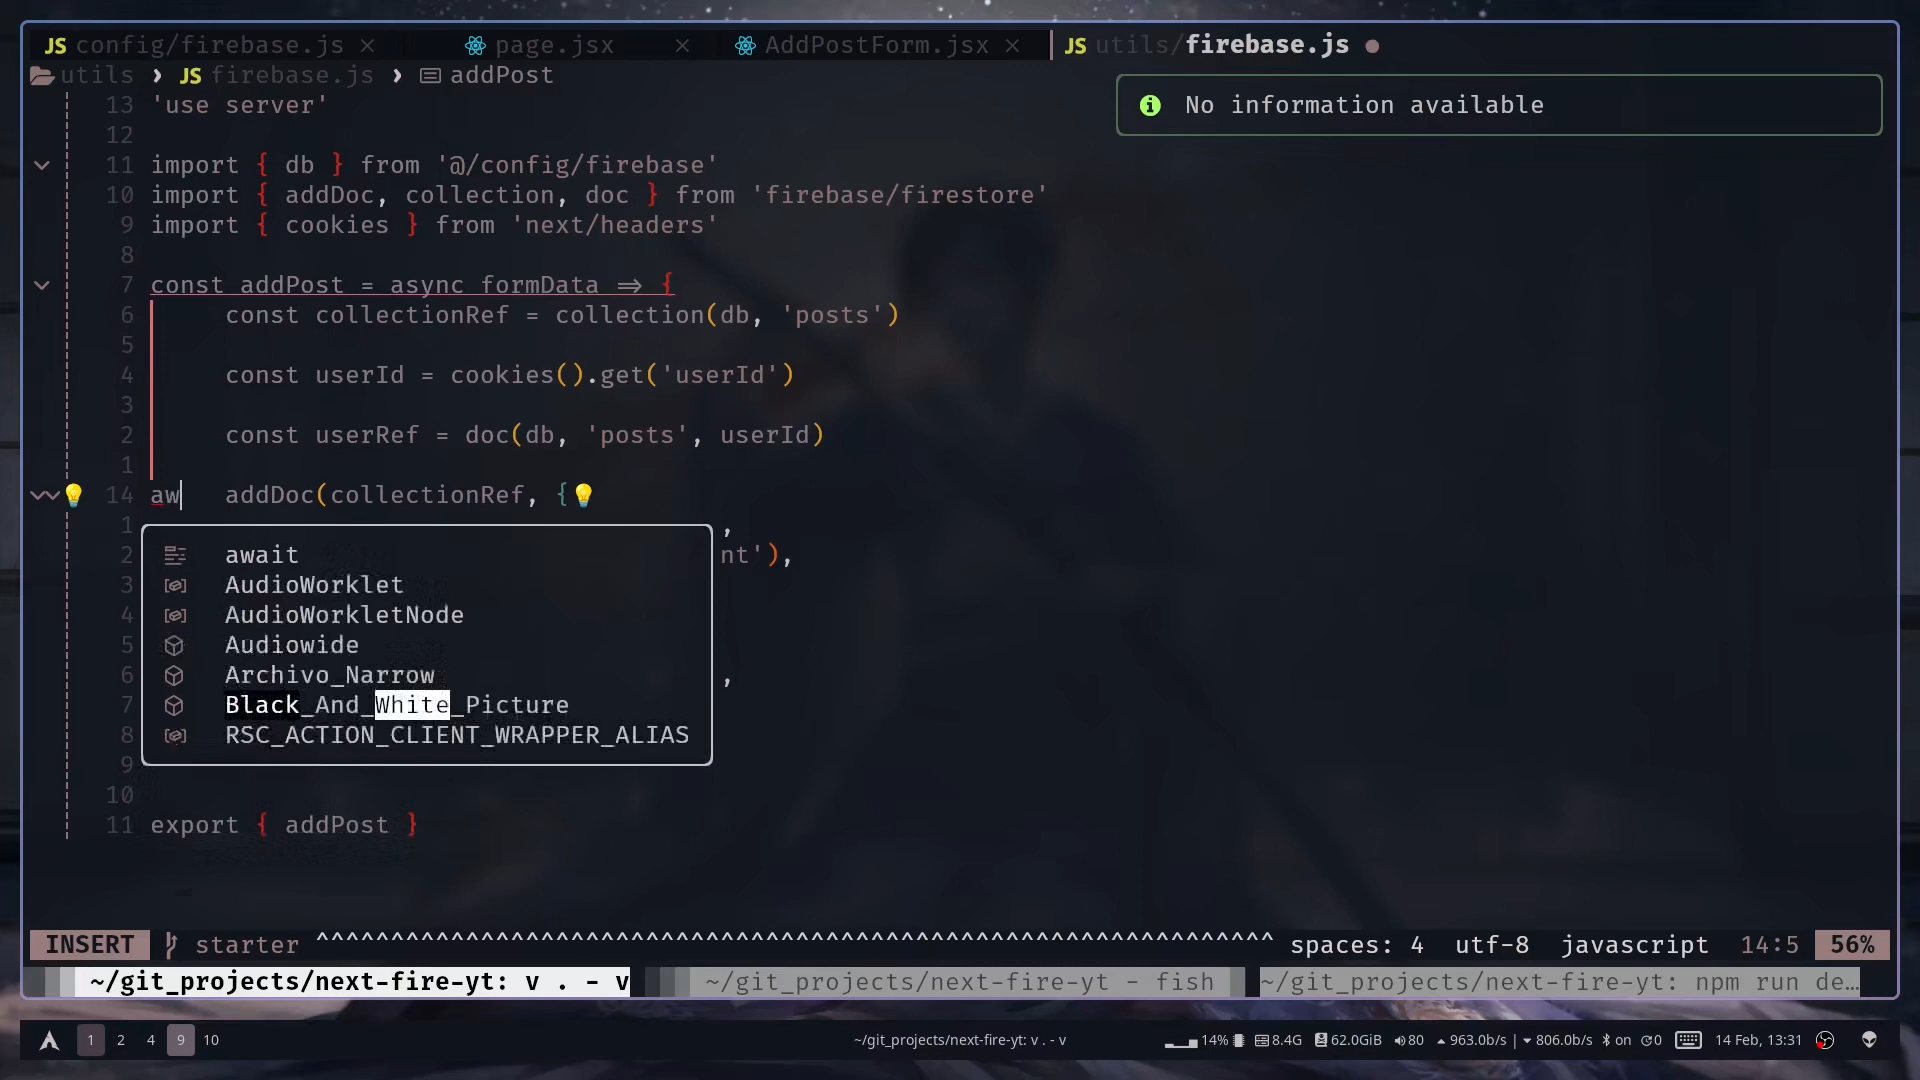 JS config/firebase.js × page.jsx × AddPostForm.jsx × JS utils/firebase.js ●
utils › JS firebase.js › addPost
No information available
13 'use server'
12
11 import { db } from '@/config/firebase'
10 import { addDoc, collection, doc } from 'firebase/firestore'
9 import { cookies } from 'next/headers'
8
7 const addPost = async formData => {
6 const collectionRef = collection(db, 'posts')
5
4 const userId = cookies().get('userId')
3
2 const userRef = doc(db, 'posts', userId)
1
14 aw addDoc(collectionRef, {
1 ,
2 await nt'),
3 AudioWorklet
4 AudioWorkletNode
5 Audiowide
6 Archivo_Narrow ,
7 Black_And_White_Picture
8 RSC_ACTION_CLIENT_WRAPPER_ALIAS
9
10
11 export { addPost }
INSERT starter ^^^^^^^^^^^^^^^^^^^^^^^^^^^^^^^^^^^^^^^^^^^^^^^^^^^^^^^^^^^^^^^^ spaces: 4 utf-8 javascript 14:5 56%
~/git_projects/next-fire-yt: v . - v ~/git_projects/next-fire-yt - fish ~/git_projects/next-fire-yt: npm run de…
1 2 4 9 10 ~/git_projects/next-fire-yt: v . - v 14% 8.4G 62.0GiB 80 963.0b/s | 806.0b/s on 0 14 Feb, 13:31